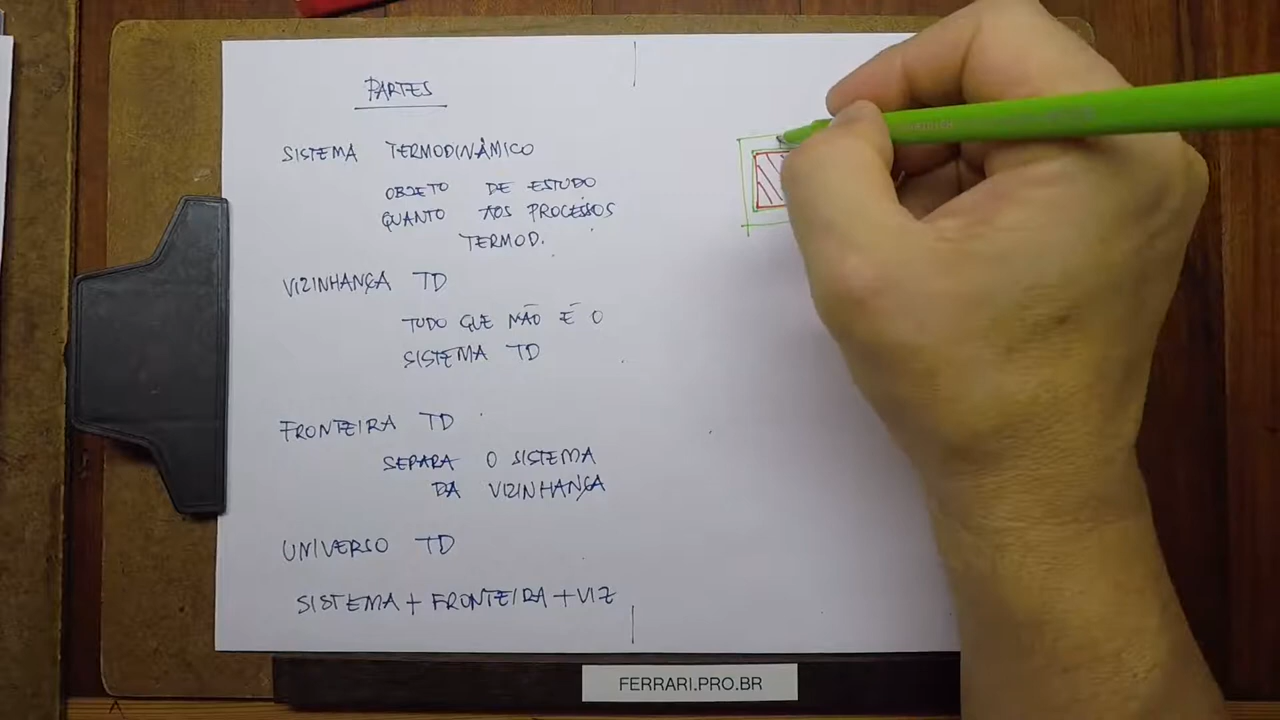 PARTES
SISTEMA TERMODINÂMICO
OBJETO DE ESTUDO
QUANTO AOS PROCESSOS
TERMOD.
VIZINHANÇA TD
TUDO QUE NÃO É O
SISTEMA TD
FRONTEIRA TD
SEPARA O SISTEMA
DA VIZINHANÇA
UNIVERSO TD
SISTEMA + FRONTEIRA + VIZ
FERRARI.PRO.BR